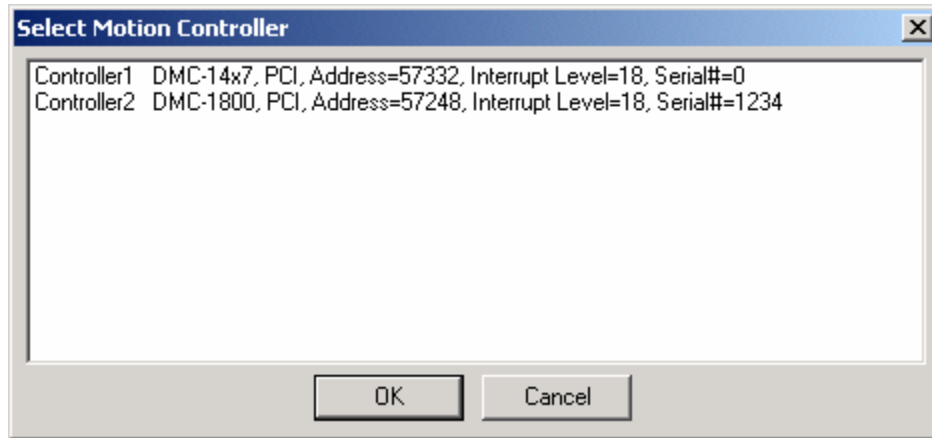 Select Motion Controller
Controller1 DMC-14x7, PCI, Address=57332, Interrupt Level=18, Serial#=0
Controller2 DMC-1800, PCI, Address=57248, Interrupt Level=18, Serial#=1234
OK Cancel